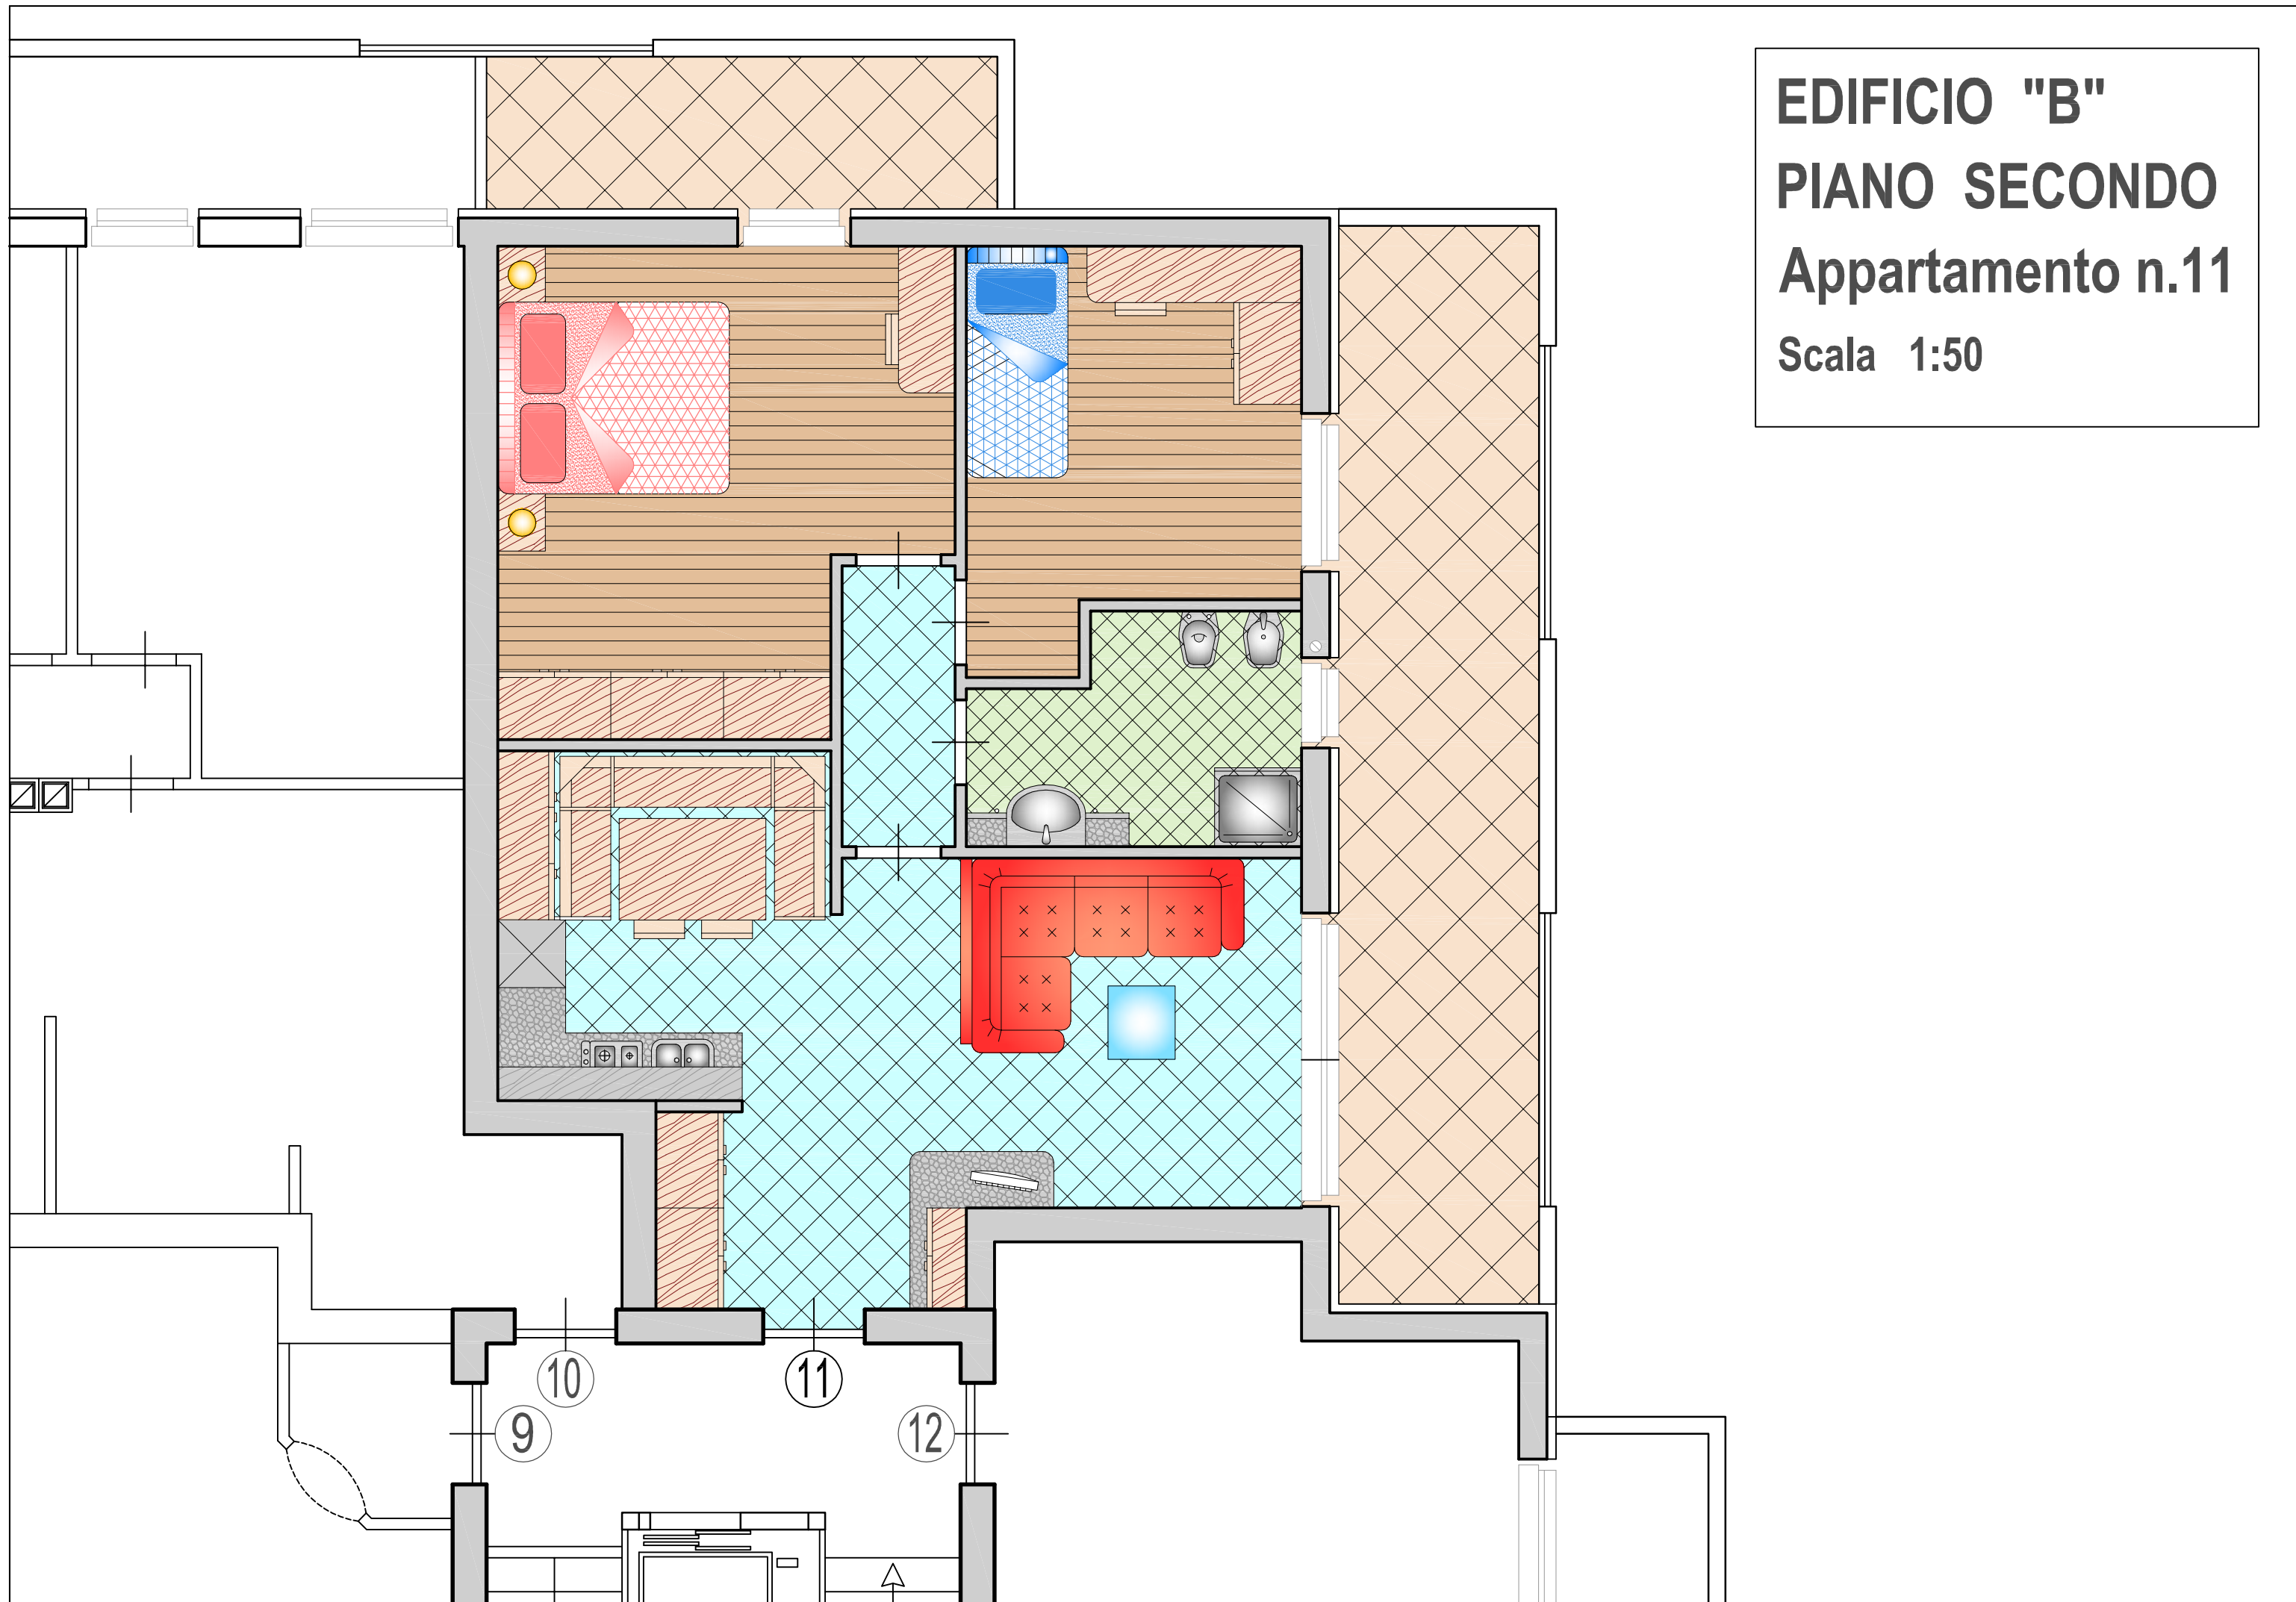 EDIFICIO "B"
PIANO SECONDO
Appartamento n.11
Scala 1:50
10
11
9
12